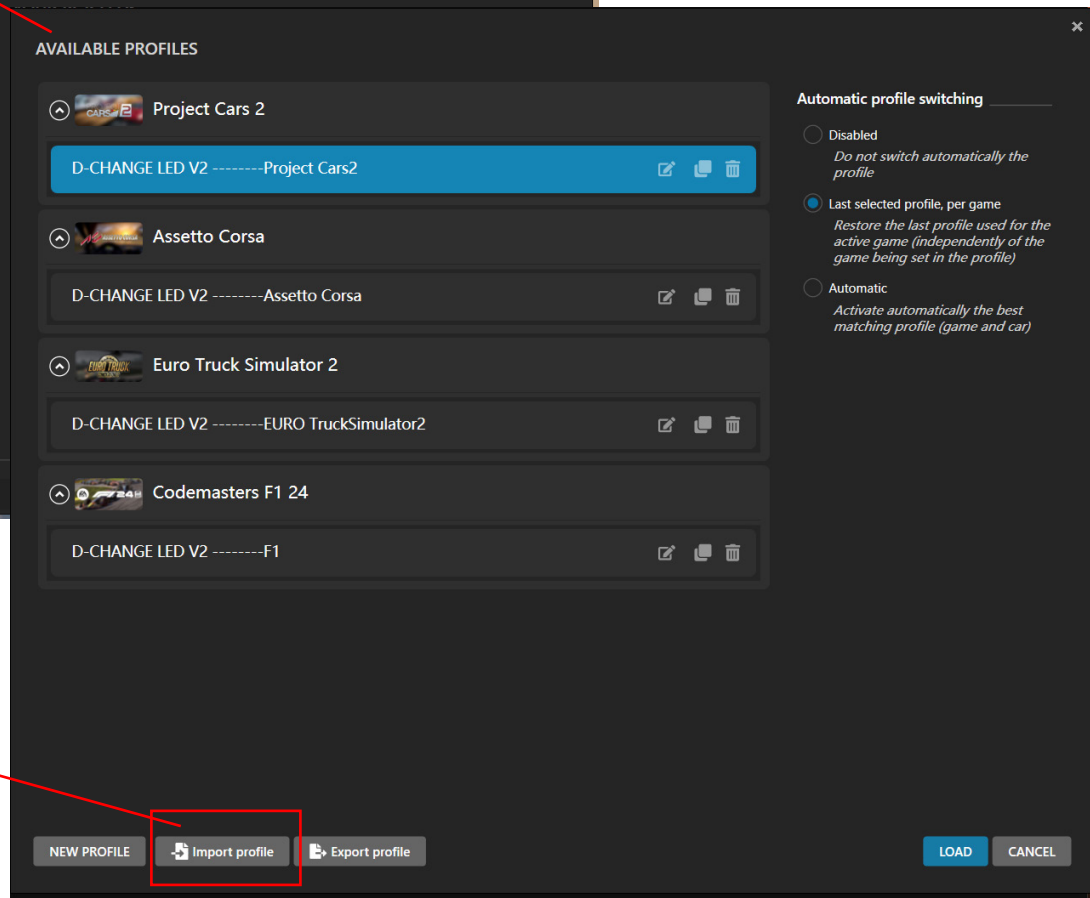 AVAILABLE PROFILES
Project Cars 2
D-CHANGE LED V2 --------Project Cars2
Assetto Corsa
D-CHANGE LED V2 --------Assetto Corsa
Euro Truck Simulator 2
D-CHANGE LED V2 --------EURO TruckSimulator2
Codemasters F1 24
D-CHANGE LED V2 --------F1
Automatic profile switching
Disabled
Do not switch automatically the
profile
Last selected profile, per game
Restore the last profile used for the
active game (independently of the
game being set in the profile)
Automatic
Activate automatically the best
matching profile (game and car)
NEW PROFILE
Import profile
Export profile
LOAD
CANCEL